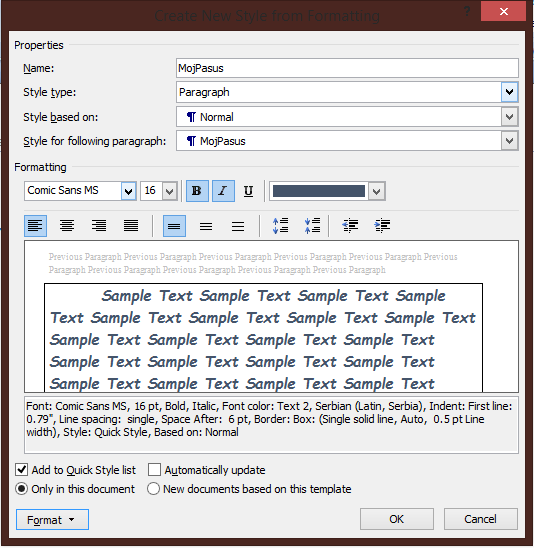 Create New Style from Formatting
?
Properties
Name: MojPasus
Style type: Paragraph
Style based on: ¶ Normal
Style for following paragraph: ¶ MojPasus
Formatting
Comic Sans MS 16 B I U
Previous Paragraph Previous Paragraph Previous Paragraph Previous Paragraph Previous Paragraph Previous
Paragraph Previous Paragraph Previous Paragraph Previous Paragraph Previous Paragraph
Sample Text Sample Text Sample Text Sample
Text Sample Text Sample Text Sample Text Sample Text
Sample Text Sample Text Sample Text Sample Text
Sample Text Sample Text Sample Text Sample Text
Sample Text Sample Text Sample Text Sample Text
Font: Comic Sans MS, 16 pt, Bold, Italic, Font color: Text 2, Serbian (Latin, Serbia), Indent: First line:
0.79", Line spacing: single, Space After: 6 pt, Border: Box: (Single solid line, Auto, 0.5 pt Line
width), Style: Quick Style, Based on: Normal
Add to Quick Style list Automatically update
Only in this document New documents based on this template
Format OK Cancel